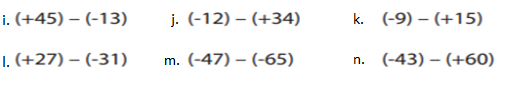 i. (+45) – (-13) j. (-12) – (+34) k. (-9) – (+15)
l. (+27) – (-31) m. (-47) – (-65) n. (-43) – (+60)